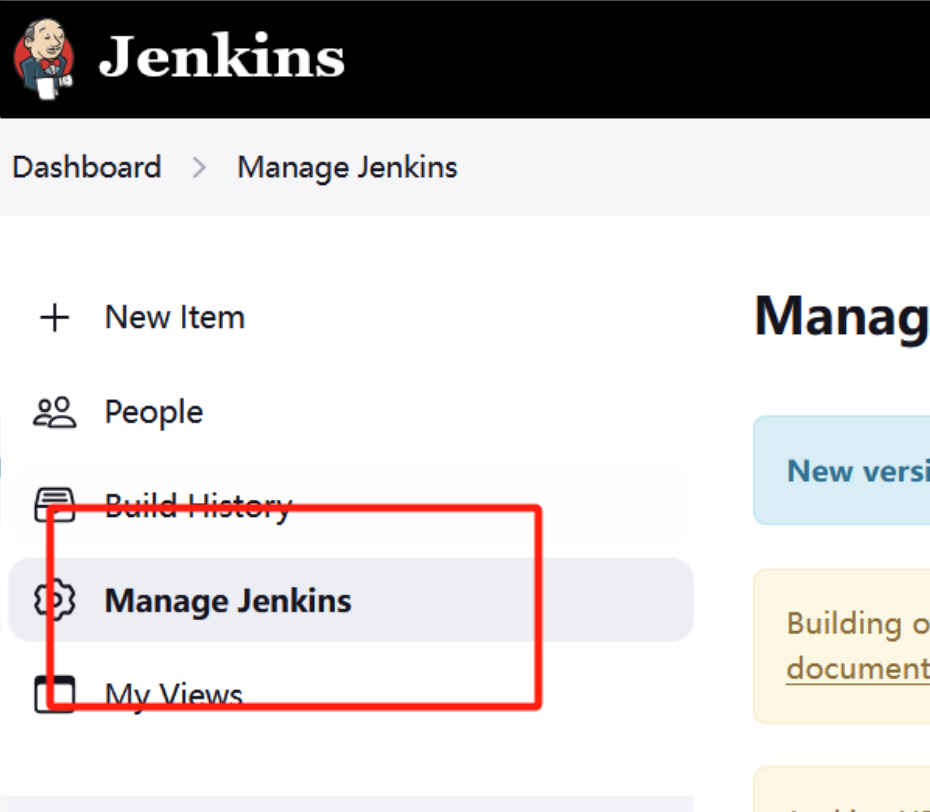 Jenkins
Dashboard > Manage Jenkins
New Item
People
Build History
Manage Jenkins
My Views
Manag
New versi
Building o
document